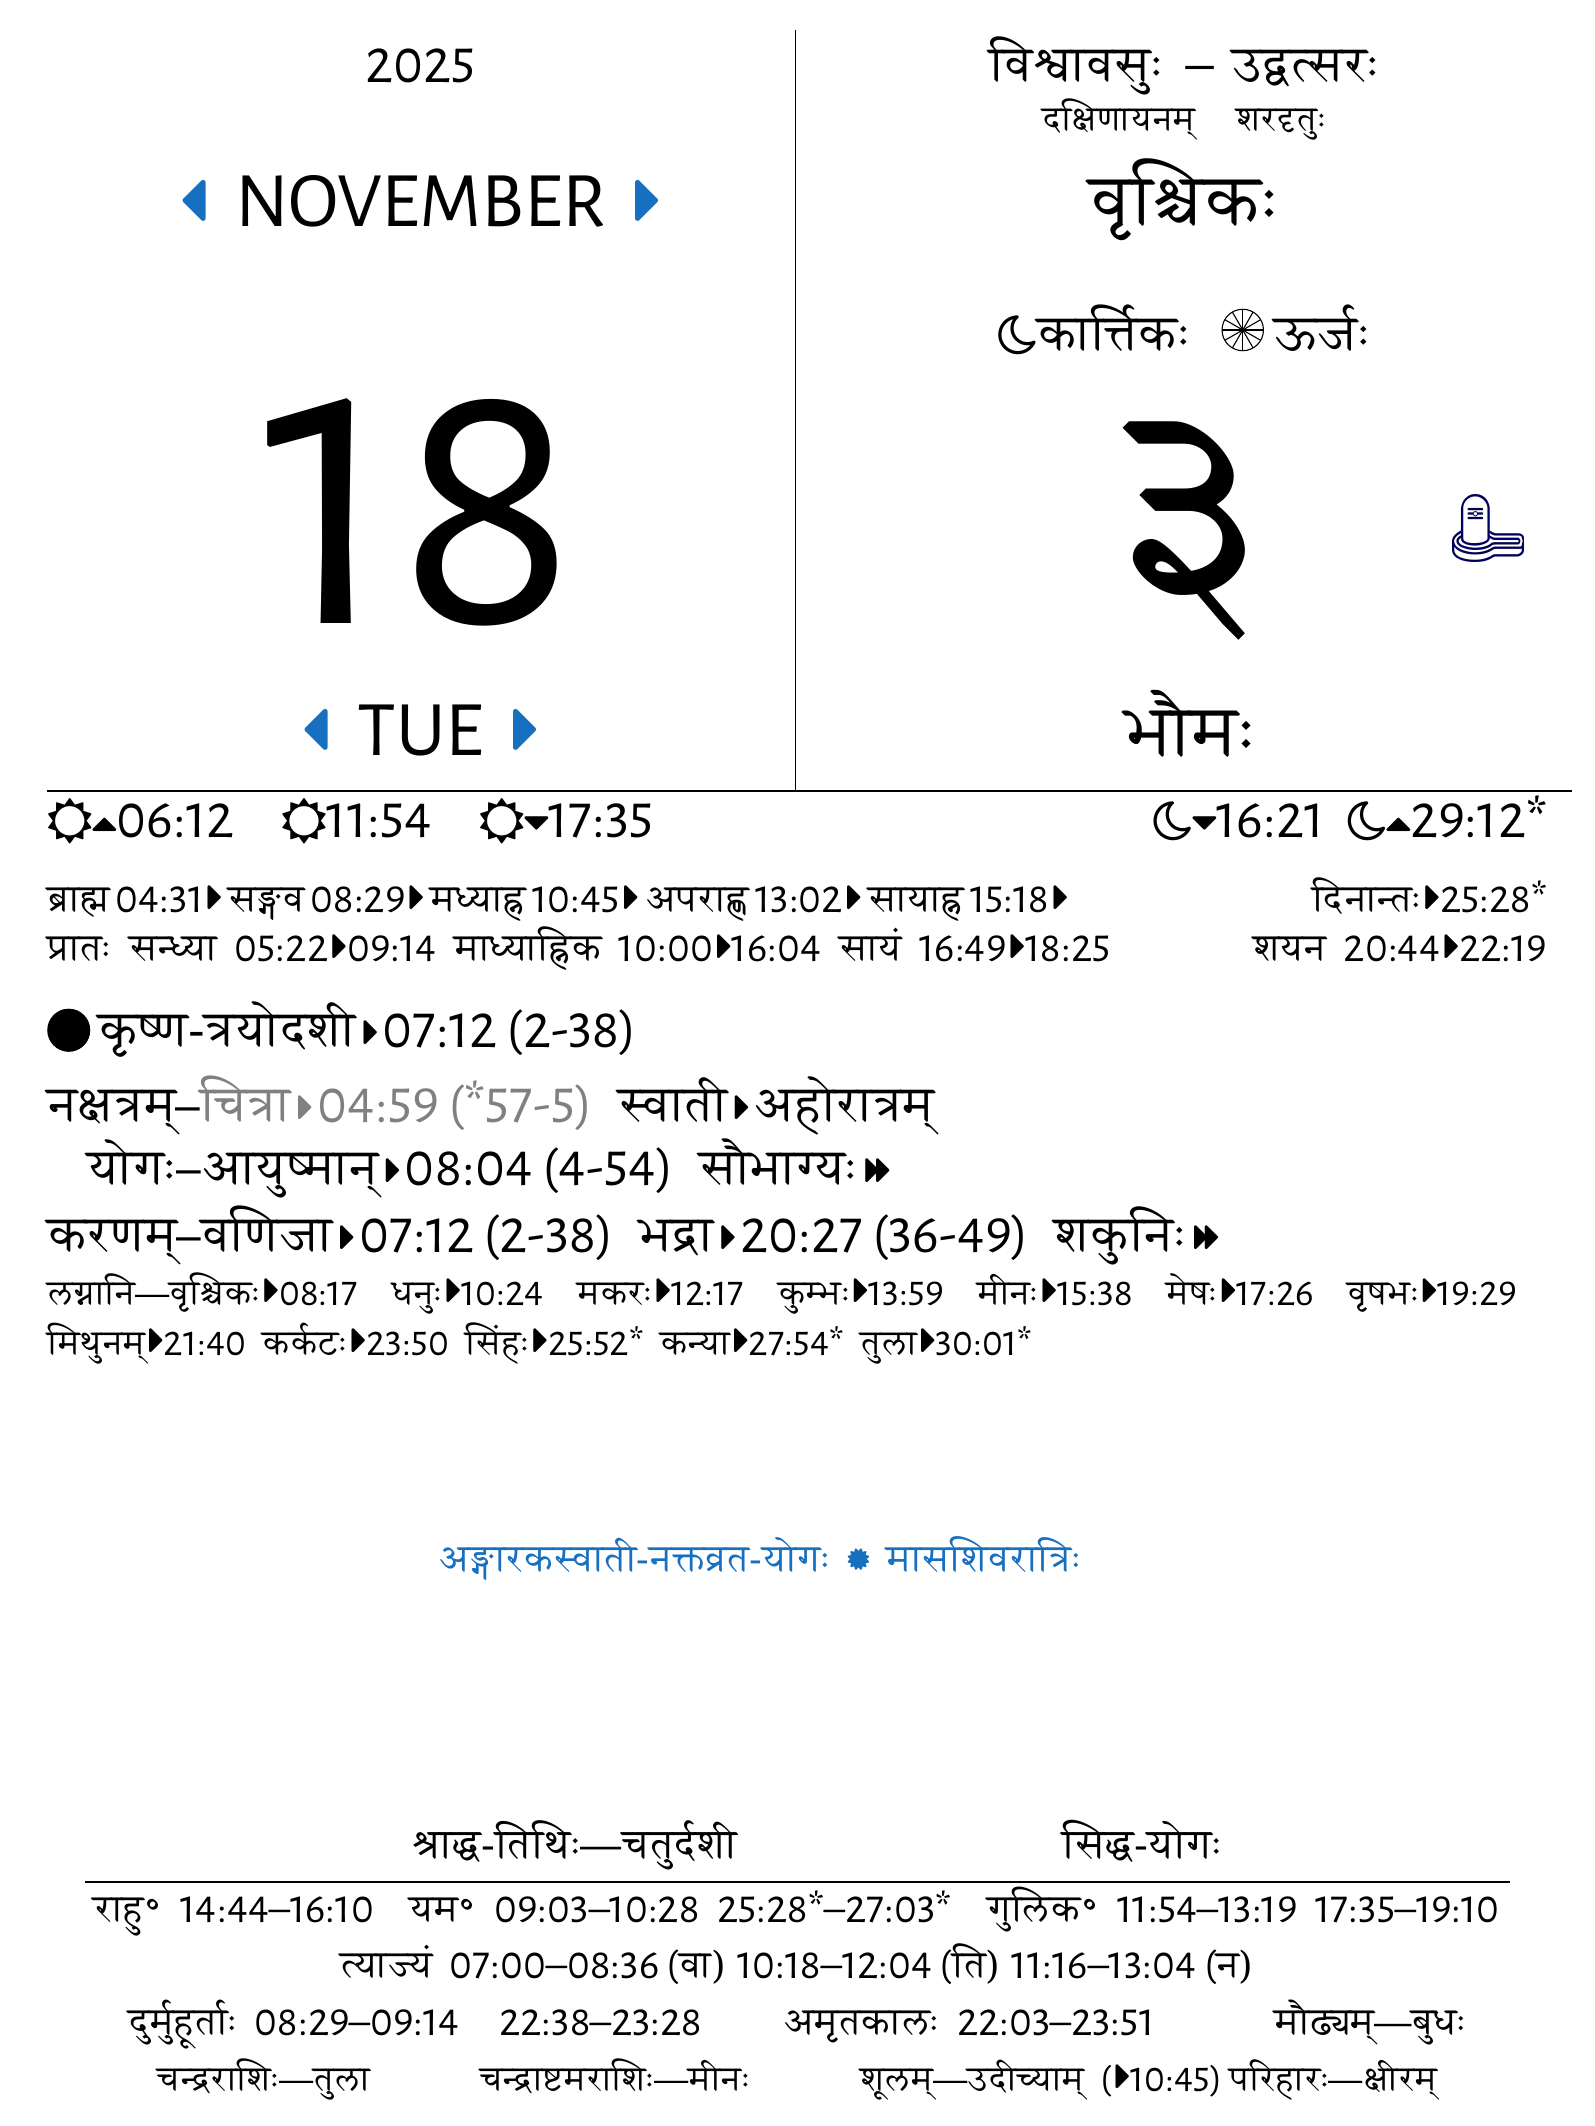 2025
NOVEMBER
18
TUE
विश्वावसुः – उद्वत्सरः
दक्षिणायनम् शरदृतुः
वृश्चिकः
कार्त्तिकः ऊर्जः
३
भौमः
06:12 11:54 17:35 16:21 29:12*
ब्राह्म 04:31 सङ्गव 08:29 मध्याह्न 10:45 अपराह्ण 13:02 सायाह्न 15:18 दिनान्तः 25:28*
प्रातः सन्ध्या 05:22 09:14 माध्याह्निक 10:00 16:04 सायं 16:49 18:25 शयन 20:44 22:19
कृष्ण-त्रयोदशी 07:12 (2-38)
नक्षत्रम्–चित्रा 04:59 (*57-5) स्वाती अहोरात्रम्
योगः–आयुष्मान् 08:04 (4-54) सौभाग्यः
करणम्–वणिजा 07:12 (2-38) भद्रा 20:27 (36-49) शकुनिः
लग्नानि—वृश्चिकः 08:17 धनुः 10:24 मकरः 12:17 कुम्भः 13:59 मीनः 15:38 मेषः 17:26 वृषभः 19:29
मिथुनम् 21:40 कर्कटः 23:50 सिंहः 25:52* कन्या 27:54* तुला 30:01*
अङ्गारकस्वाती-नक्तव्रत-योगः मासशिवरात्रिः
श्राद्ध-तिथिः—चतुर्दशी सिद्ध-योगः
राहु॰ 14:44–16:10 यम॰ 09:03–10:28 25:28*–27:03* गुलिक॰ 11:54–13:19 17:35–19:10
त्याज्यं 07:00–08:36 (वा) 10:18–12:04 (ति) 11:16–13:04 (न)
दुर्मुहूर्ताः 08:29–09:14 22:38–23:28 अमृतकालः 22:03–23:51 मौढ्यम्—बुधः
चन्द्रराशिः—तुला चन्द्राष्टमराशिः—मीनः शूलम्—उदीच्याम् (10:45) परिहारः—क्षीरम्